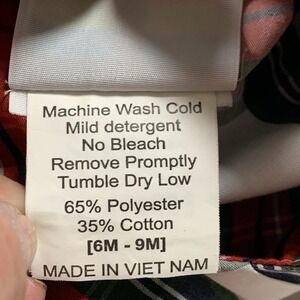 Machine Wash Cold
Mild detergent
No Bleach
Remove Promptly
Tumble Dry Low
65% Polyester
35% Cotton
[6M - 9M]
MADE IN VIET NAM